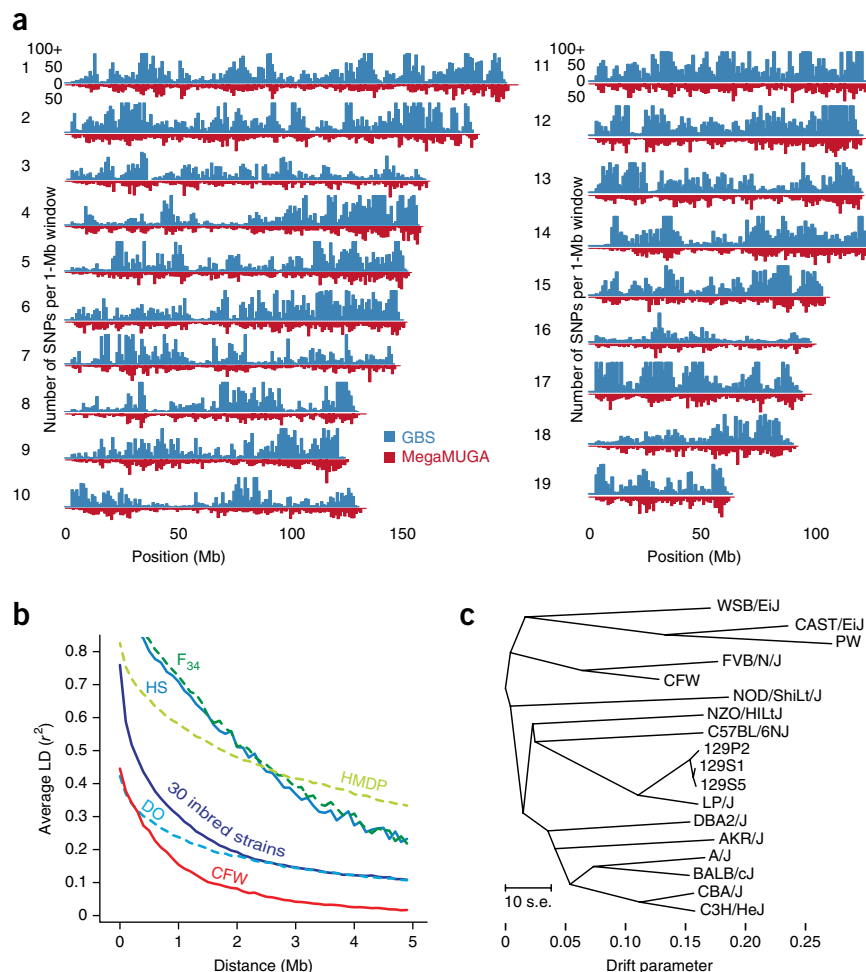 a
Number of SNPs per 1-Mb window
100+
50
0
50
1
2
3
4
5
6
7
8
9
10
0 50 100 150
Position (Mb)
GBS
MegaMUGA
Number of SNPs per 1-Mb window
100+
50
0
50
11
12
13
14
15
16
17
18
19
0 50 100
Position (Mb)
b
Average LD (r²)
0.8
0.7
0.6
0.5
0.4
0.3
0.2
0.1
0
F₃₄
HS
HMDP
30 inbred strains
DO
CFW
0 1 2 3 4 5
Distance (Mb)
c
WSB/EiJ
CAST/EiJ
PW
FVB/N/J
CFW
NOD/ShiLt/J
NZO/HILtJ
C57BL/6NJ
129P2
129S1
129S5
LP/J
DBA2/J
AKR/J
A/J
BALB/cJ
CBA/J
C3H/HeJ
10 s.e.
0 0.05 0.10 0.15 0.20 0.25
Drift parameter